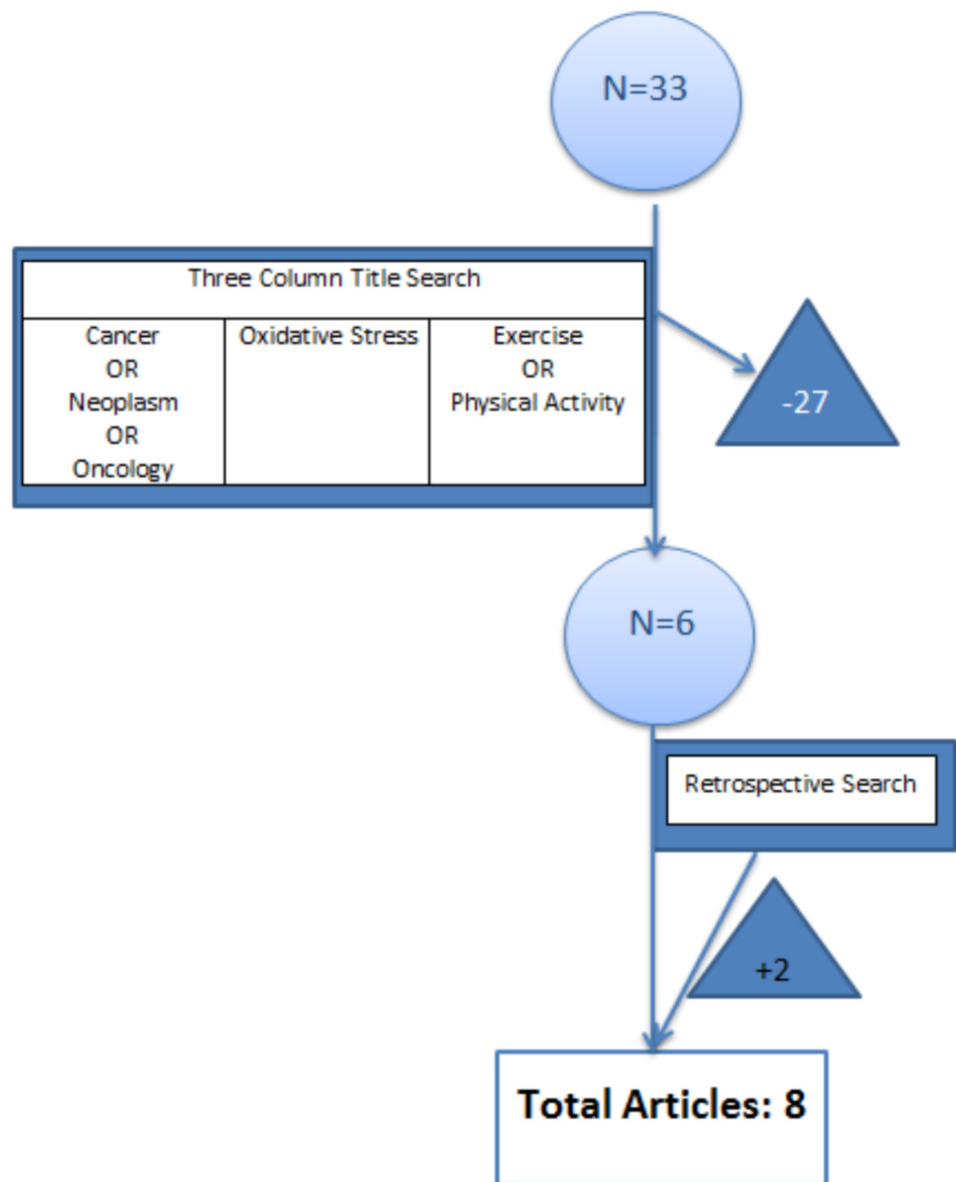 N=33
Three Column Title Search
Cancer
OR
Neoplasm
OR
Oncology
Oxidative Stress
Exercise
OR
Physical Activity
-27
N=6
Retrospective Search
+2
Total Articles: 8